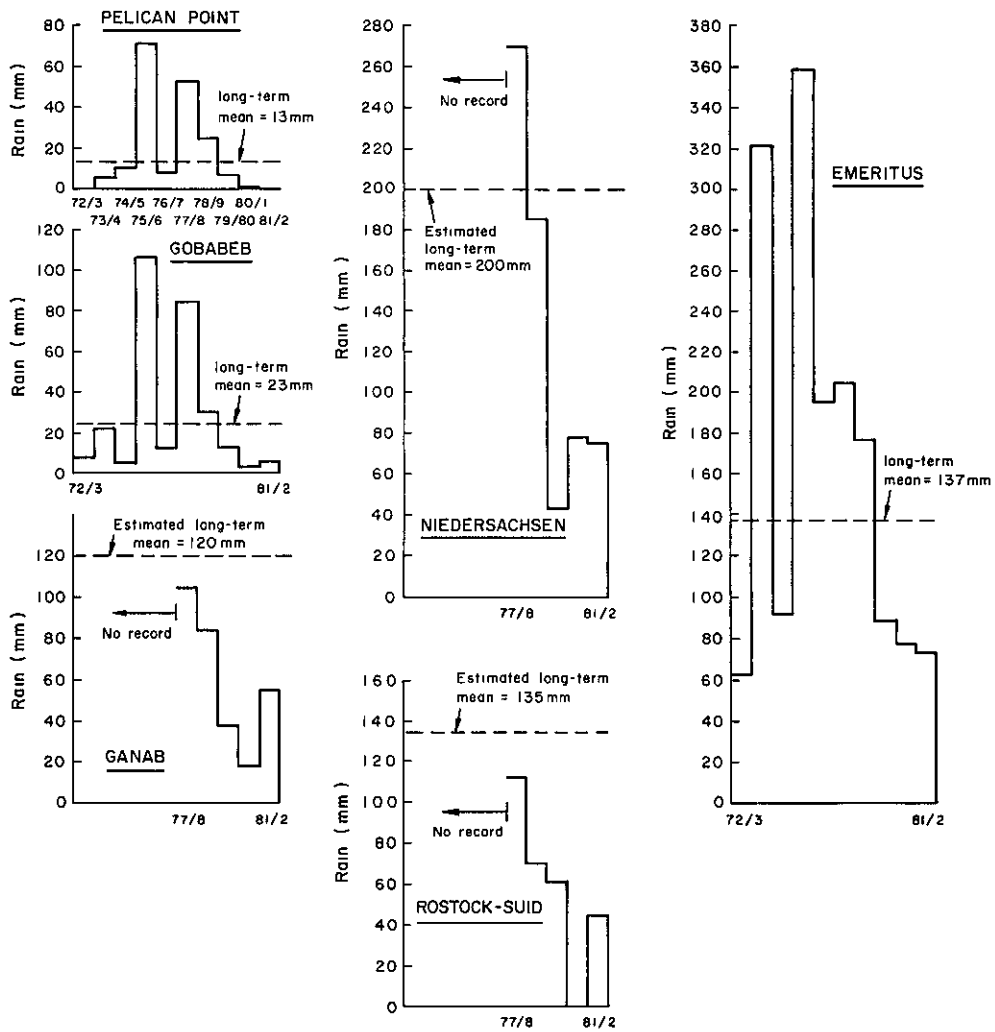 PELICAN POINT
Rain (mm)
80
60
40
20
0
long-term
mean = 13mm
72/3 74/5 76/7 78/9 80/1
73/4 75/6 77/8 79/80 81/2
GOBABEB
Rain (mm)
120
100
80
60
40
20
0
long-term
mean = 23mm
72/3 81/2
Estimated long-term
mean = 120mm
Rain (mm)
120
100
80
60
40
20
0
No record
GANAB
77/8 81/2
Rain (mm)
280
260
240
220
200
180
160
140
120
100
80
60
40
20
0
No record
Estimated
long-term
mean = 200mm
NIEDERSACHSEN
77/8 81/2
Estimated long-term
mean = 135mm
Rain (mm)
160
140
120
100
80
60
40
20
0
No record
ROSTOCK-SUID
77/8 81/2
EMERITUS
Rain (mm)
380
360
340
320
300
280
260
240
220
200
180
160
140
120
100
80
60
40
20
0
long-term
mean = 137mm
72/3 81/2